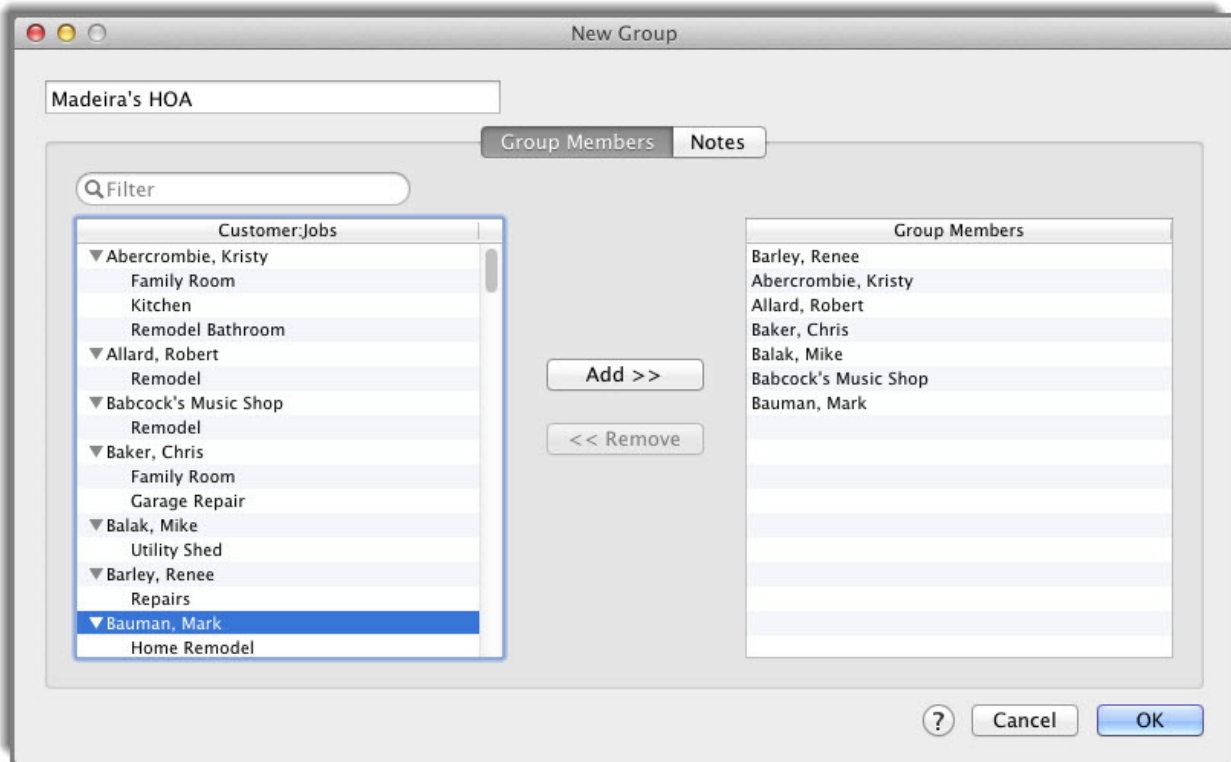 New Group
Madeira's HOA
Group Members
Notes
Filter
Customer:Jobs
Abercrombie, Kristy
Family Room
Kitchen
Remodel Bathroom
Allard, Robert
Remodel
Babcock's Music Shop
Remodel
Baker, Chris
Family Room
Garage Repair
Balak, Mike
Utility Shed
Barley, Renee
Repairs
Bauman, Mark
Home Remodel
Add >>
<< Remove
Group Members
Barley, Renee
Abercrombie, Kristy
Allard, Robert
Baker, Chris
Balak, Mike
Babcock's Music Shop
Bauman, Mark
?
Cancel
OK